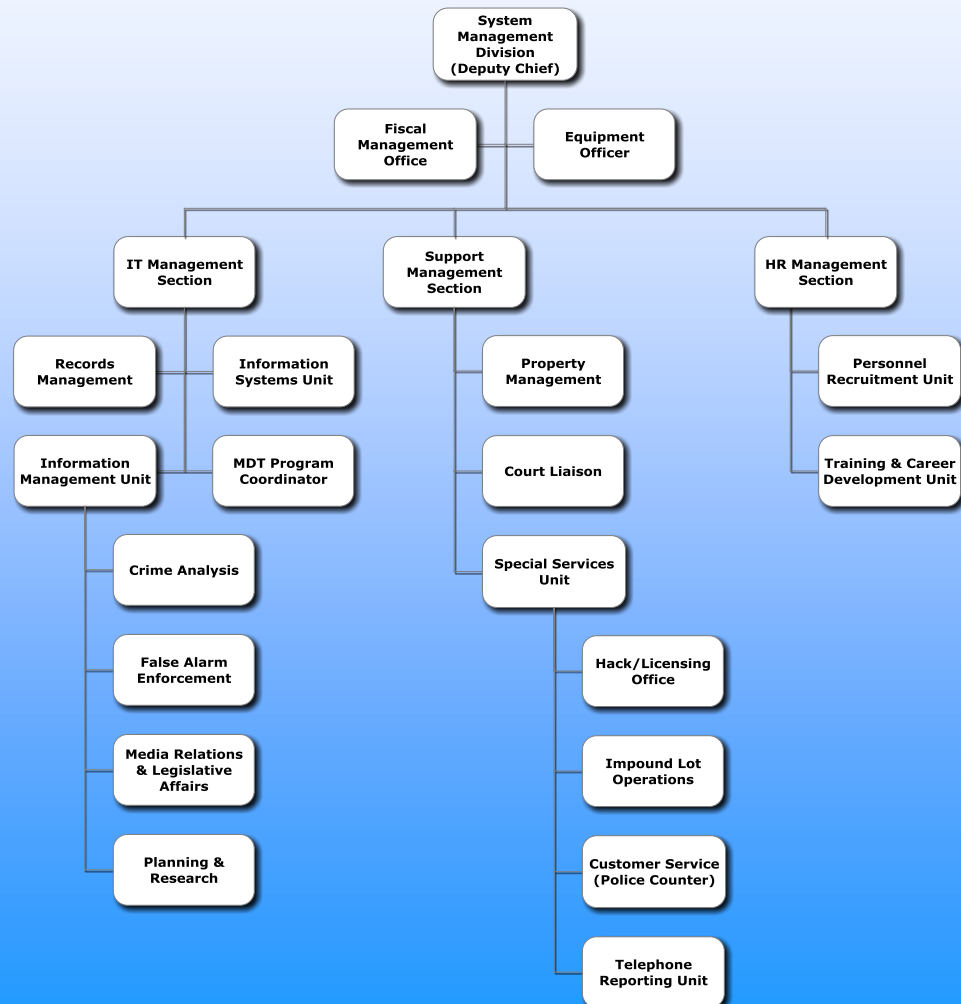 System
Management
Division
(Deputy Chief)
Fiscal
Management
Office
Equipment
Officer
IT Management
Section
Support
Management
Section
HR Management
Section
Records
Management
Information
Systems Unit
Property
Management
Personnel
Recruitment Unit
Information
Management Unit
MDT Program
Coordinator
Court Liaison
Training & Career
Development Unit
Crime Analysis
Special Services
Unit
False Alarm
Enforcement
Hack/Licensing
Office
Media Relations
& Legislative
Affairs
Impound Lot
Operations
Planning &
Research
Customer Service
(Police Counter)
Telephone
Reporting Unit